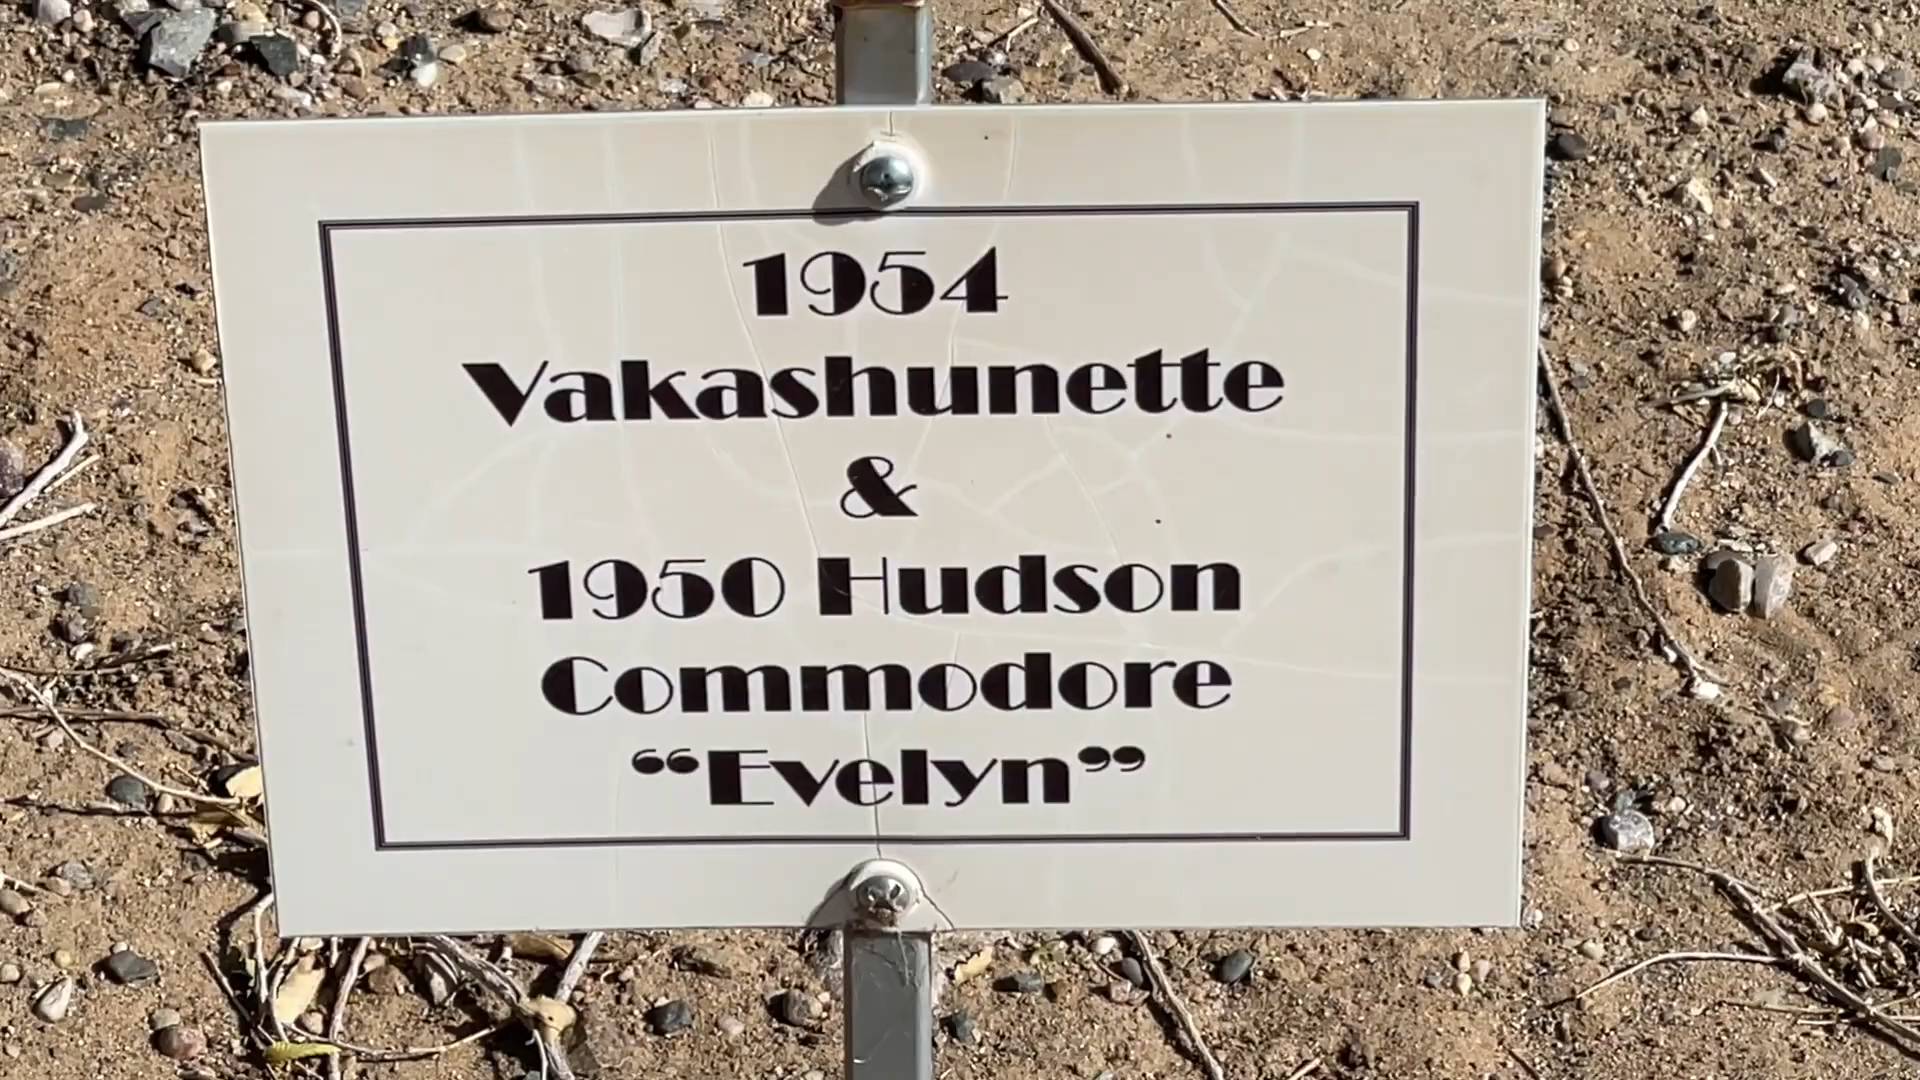 1954
Vakashunette
&
1950 Hudson
Commodore
“Evelyn”